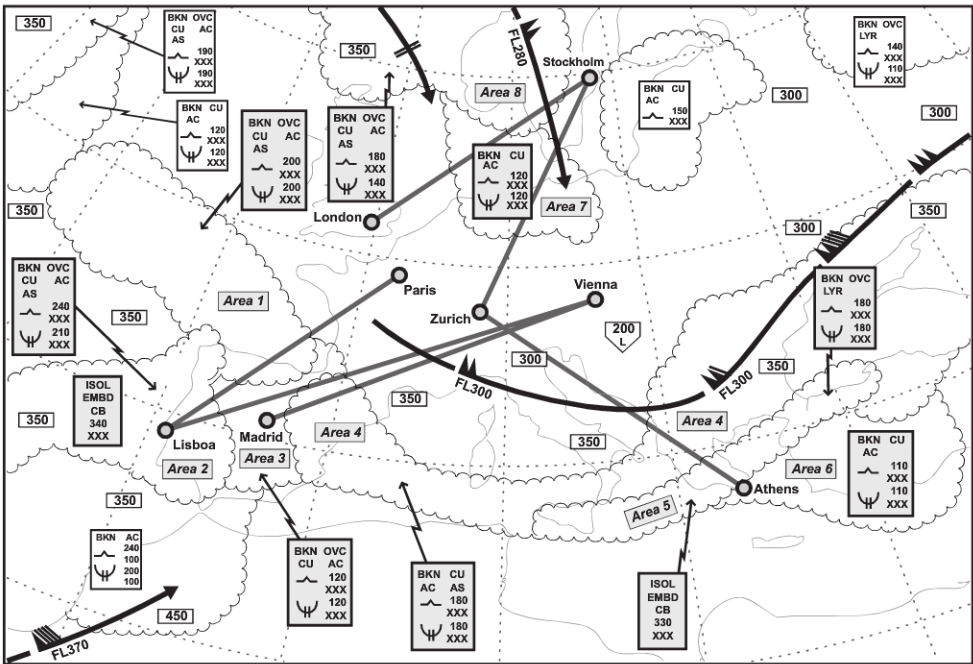 350
BKN OVC
CU AC
AS
190
XXX
190
XXX
BKN CU
AC
120
XXX
120
XXX
BKN OVC
CU AC
AS
200
XXX
200
XXX
350
BKN OVC
CU AC
AS
180
XXX
140
XXX
FL280
Stockholm
Area 8
BKN CU
AC
120
XXX
120
XXX
Area 7
BKN
AC
150
XXX
300
BKN OVC
LYR
140
XXX
110
XXX
300
350
London
350
300
BKN OVC
CU AC
AS
240
XXX
210
XXX
Area 1
Paris
Vienna
Zurich
200
L
BKN OVC
LYR
180
XXX
180
XXX
350
300
350
ISOL
EMBD
CB
340
XXX
FL300
FL300
350
350
Lisboa
Madrid
Area 4
Area 4
Area 2
Area 3
350
BKN CU
AC
110
XXX
110
XXX
Area 6
Athens
Area 5
350
BKN AC
240
100
200
100
BKN OVC
CU AC
120
XXX
120
XXX
BKN CU
AC AS
180
XXX
180
XXX
ISOL
EMBD
CB
330
XXX
450
FL370